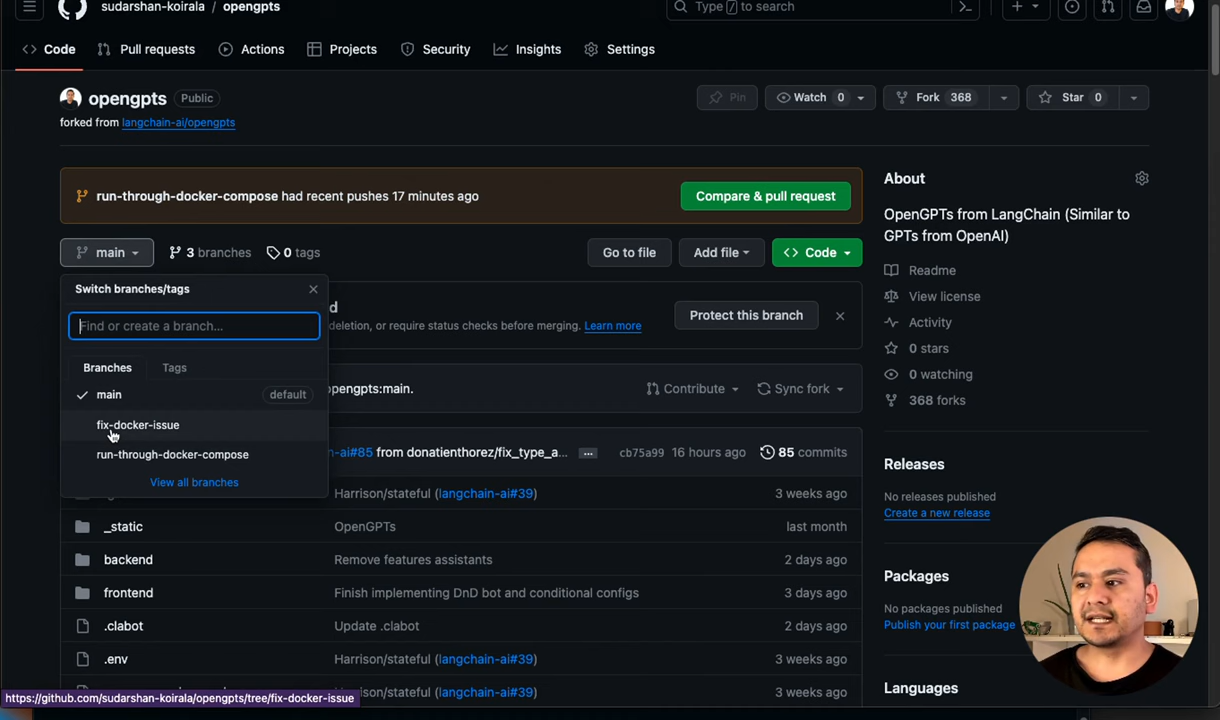 sudarshan-koirala / opengpts
Type / to search
Code
Pull requests
Actions
Projects
Security
Insights
Settings
opengpts Public
Pin
Watch 0
Fork 368
Star 0
forked from langchain-ai/opengpts
run-through-docker-compose had recent pushes 17 minutes ago
Compare & pull request
main
3 branches
0 tags
Go to file
Add file
Code
Switch branches/tags
Find or create a branch...
Branches
Tags
main default
fix-docker-issue
run-through-docker-compose
View all branches
deletion, or require status checks before merging. Learn more
Protect this branch
pengpts:main.
Contribute
Sync fork
-ai#85 from donatienthorez/fix_type_a... ... cb75a99 16 hours ago 85 commits
Harrison/stateful (langchain-ai#39) 3 weeks ago
_static OpenGPTs last month
backend Remove features assistants 2 days ago
frontend Finish implementing DnD bot and conditional configs 3 days ago
.clabot Update .clabot 2 days ago
.env Harrison/stateful (langchain-ai#39) 3 weeks ago
Harrison/stateful (langchain-ai#39) 3 weeks ago
About
OpenGPTs from LangChain (Similar to
GPTs from OpenAI)
Readme
View license
Activity
0 stars
0 watching
368 forks
Releases
No releases published
Create a new release
Packages
No packages published
Publish your first package
Languages
https://github.com/sudarshan-koirala/opengpts/tree/fix-docker-issue